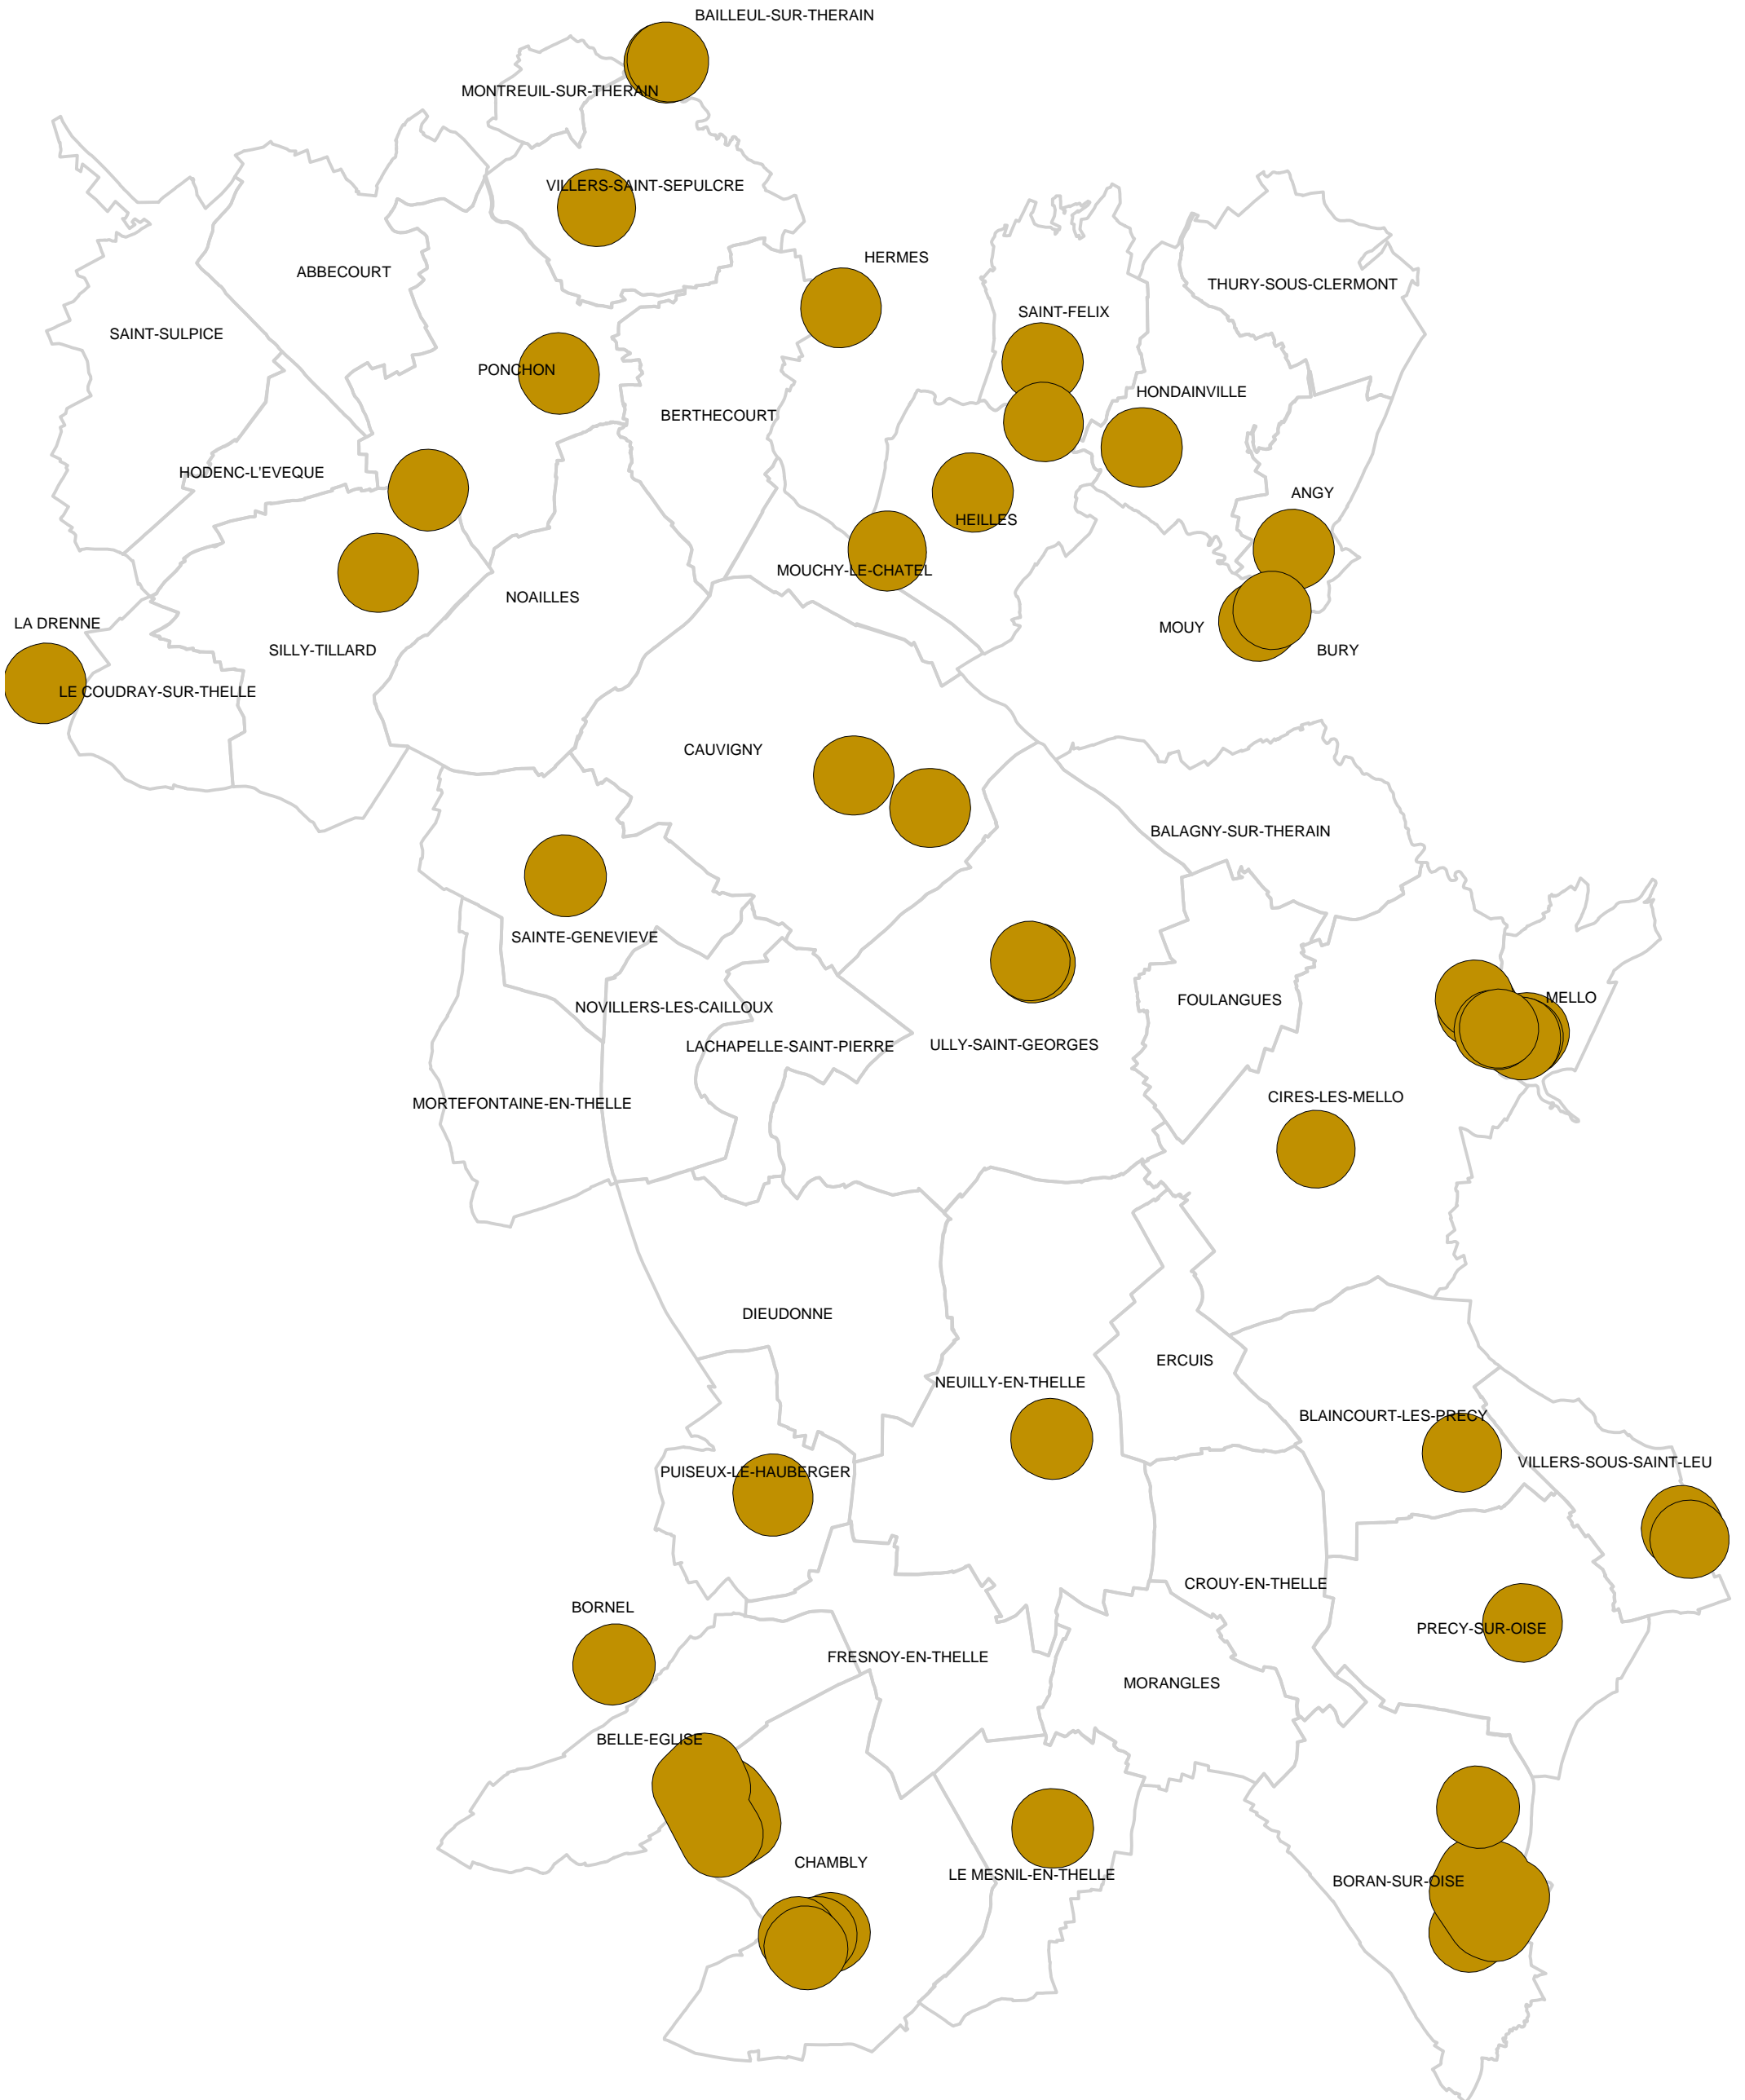 BAILLEUL-SUR-THERAIN
MONTREUIL-SUR-THERAIN
VILLERS-SAINT-SEPULCRE
HERMES
ABBECOURT
THURY-SOUS-CLERMONT
SAINT-FELIX
SAINT-SULPICE
PONCHON
HONDAINVILLE
BERTHECOURT
HODENC-L'EVEQUE
ANGY
HEILLES
MOUCHY-LE-CHATEL
NOAILLES
LA DRENNE
MOUY
SILLY-TILLARD
BURY
LE COUDRAY-SUR-THELLE
CAUVIGNY
BALAGNY-SUR-THERAIN
SAINTE-GENEVIEVE
MELLO
FOULANGUES
NOVILLERS-LES-CAILLOUX
LACHAPELLE-SAINT-PIERRE
ULLY-SAINT-GEORGES
CIRES-LES-MELLO
MORTEFONTAINE-EN-THELLE
DIEUDONNE
ERCUIS
NEUILLY-EN-THELLE
BLAINCOURT-LES-PRECY
VILLERS-SOUS-SAINT-LEU
PUISEUX-LE-HAUBERGER
CROUY-EN-THELLE
BORNEL
PRECY-SUR-OISE
FRESNOY-EN-THELLE
MORANGLES
BELLE-EGLISE
CHAMBLY
LE MESNIL-EN-THELLE
BORAN-SUR-OISE